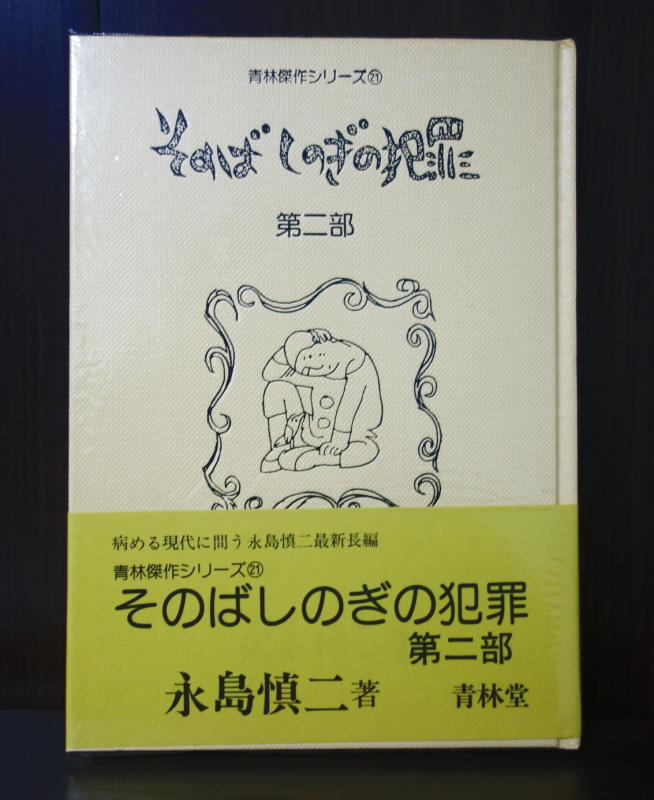 青林傑作シリーズ㉑
そのばしのぎの犯罪
第二部
病める現代に問う 永島慎二最新長編
青林傑作シリーズ㉑
そのばしのぎの犯罪
第二部
永島慎二著 青林堂